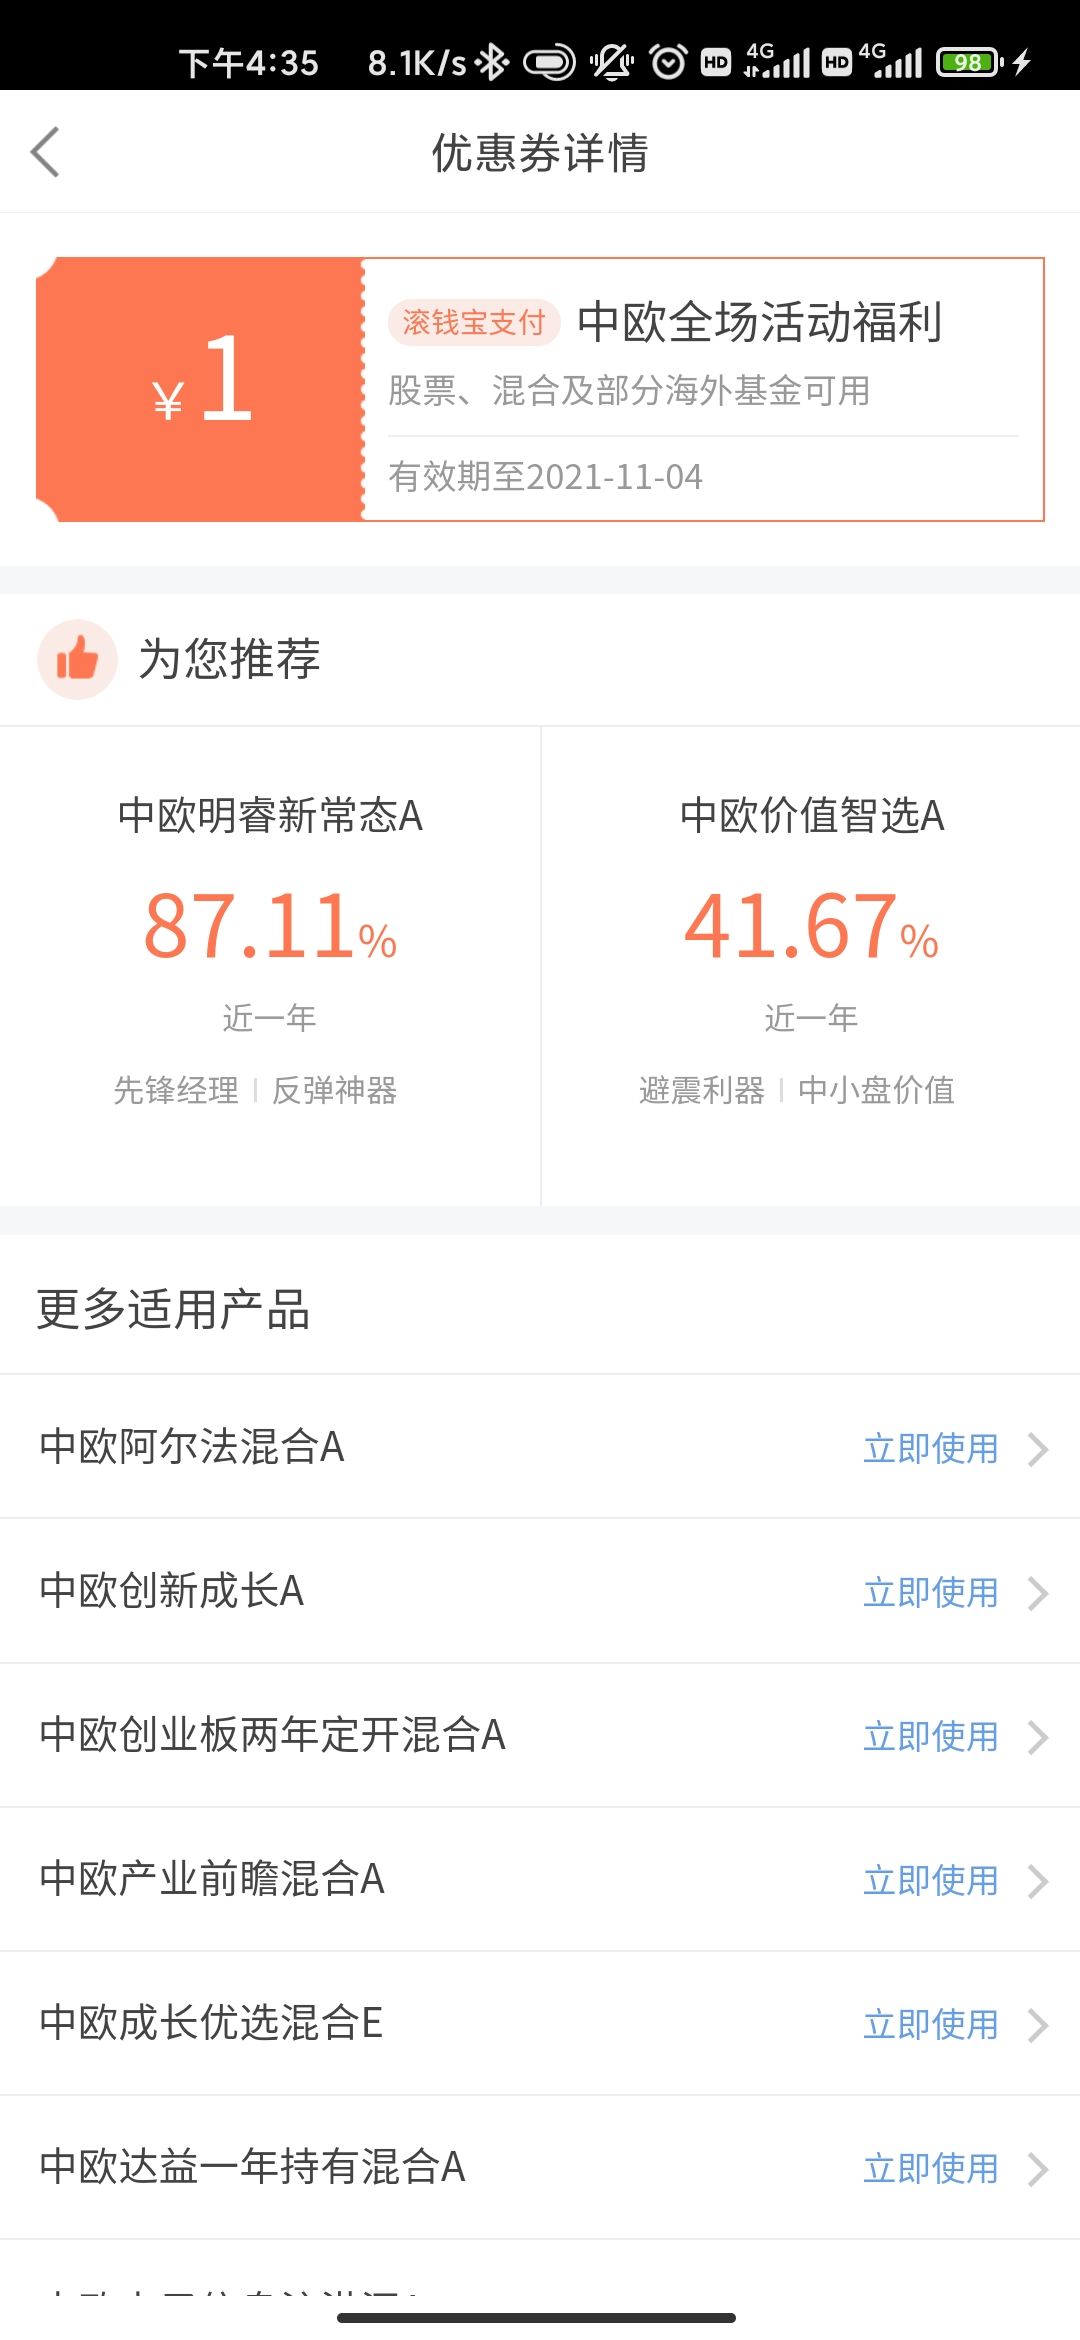 下午4:35 8.1K/s HD 4G HD 4G 98
优惠券详情
¥1
滚钱宝支付 中欧全场活动福利
股票、混合及部分海外基金可用
有效期至2021-11-04
为您推荐
中欧明睿新常态A
87.11%
近一年
先锋经理 | 反弹神器
中欧价值智选A
41.67%
近一年
避震利器 | 中小盘价值
更多适用产品
中欧阿尔法混合A 立即使用
中欧创新成长A 立即使用
中欧创业板两年定开混合A 立即使用
中欧产业前瞻混合A 立即使用
中欧成长优选混合E 立即使用
中欧达益一年持有混合A 立即使用